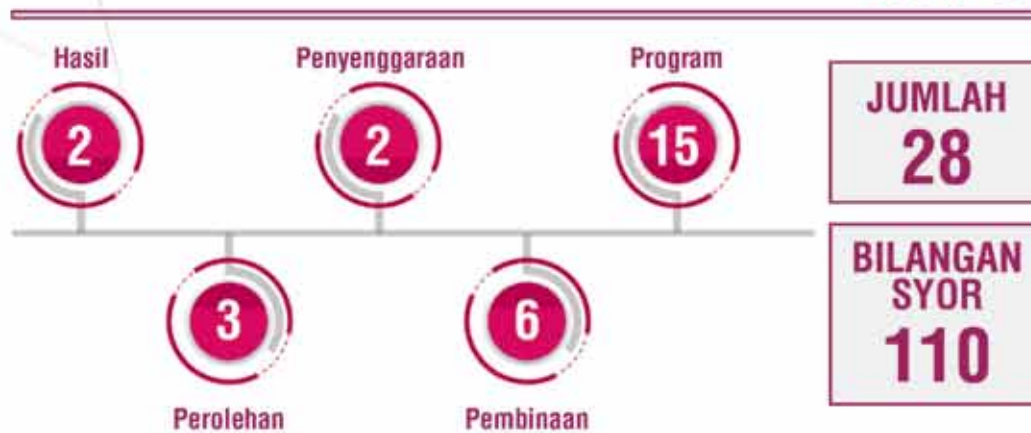 Hasil
2
Penyenggaraan
2
Program
15
3
Perolehan
6
Pembinaan
JUMLAH
28
BILANGAN
SYOR
110